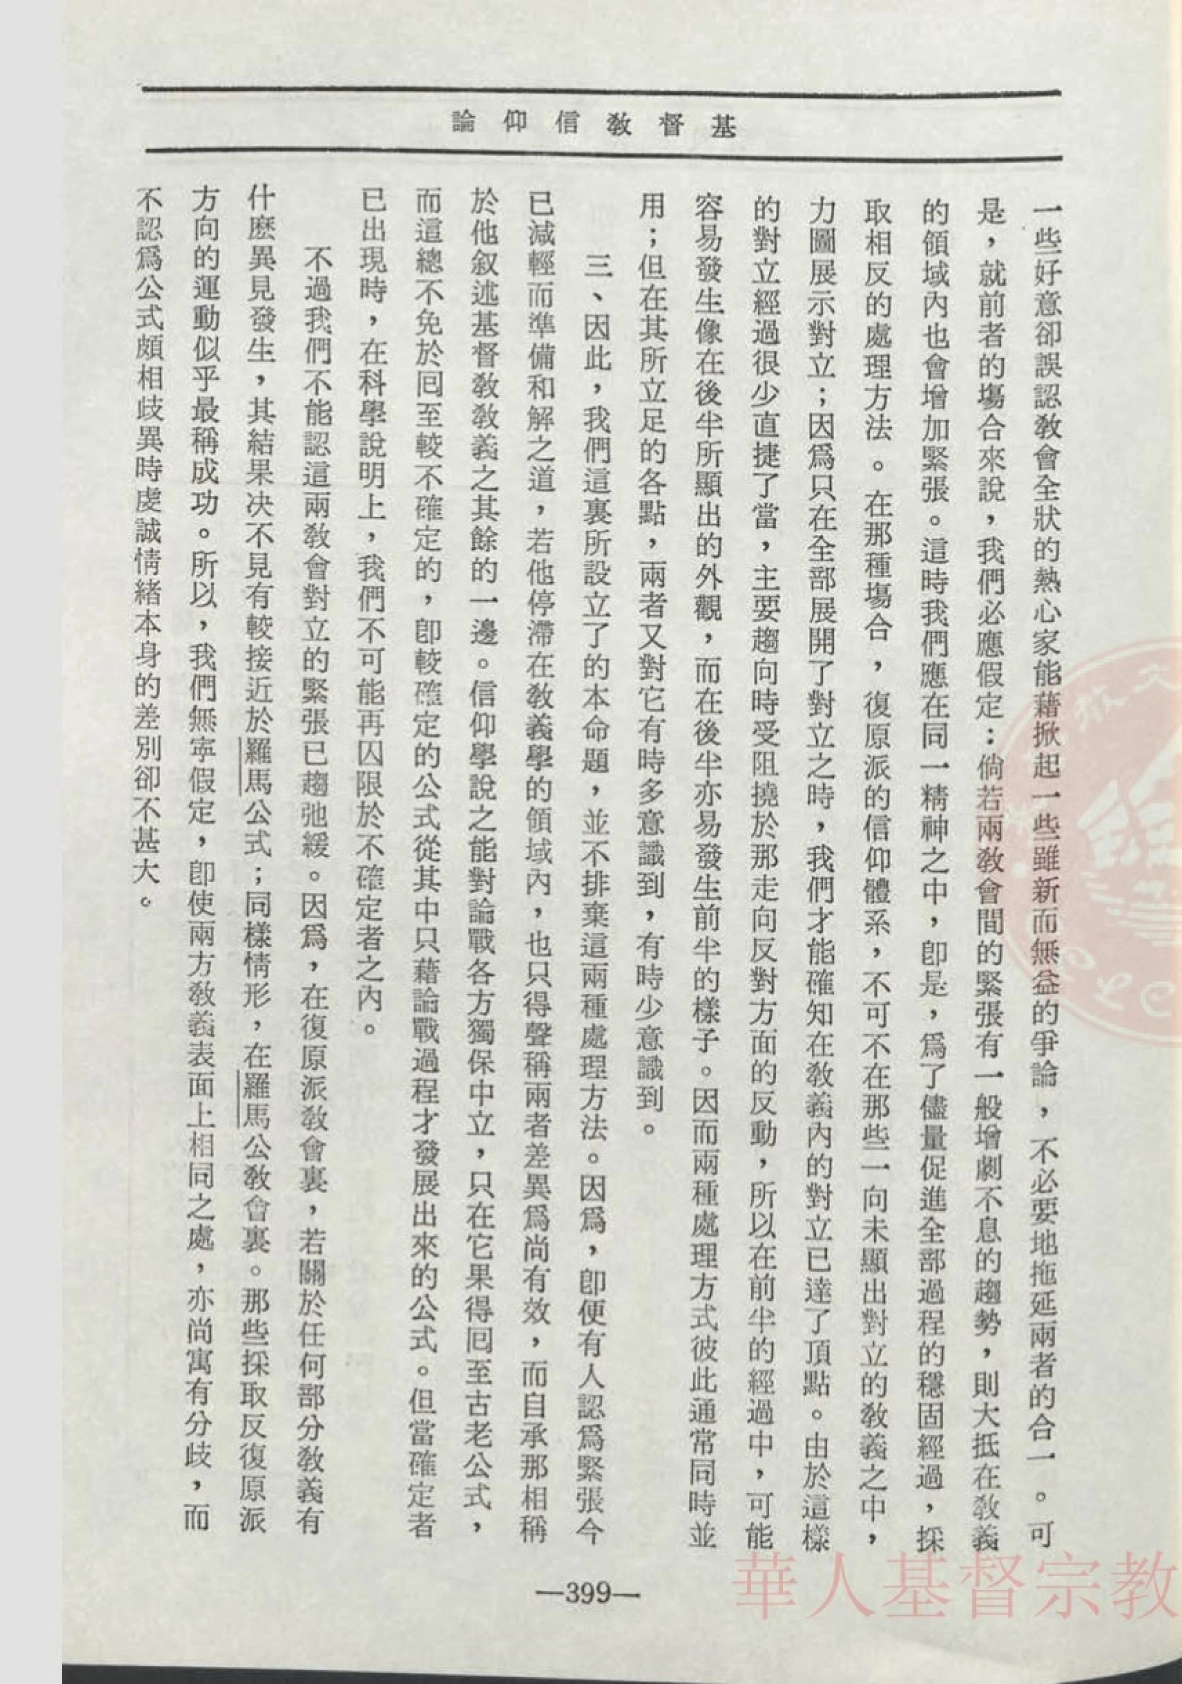 基督教信仰論
一些好意卻誤認教會全狀的熱心家能藉掀起一些雖新而無益的爭論，不必要地拖延兩者的合一。可
是，就前者的場合來說，我們必應假定：倘若兩教會間的緊張有一般增劇不息的趨勢，則大抵在教義
的領域內也會增加緊張。這時我們應在同一精神之中，卽是，爲了儘量促進全部過程的穩固經過，採
取相反的處理方法。在那種場合，復原派的信仰體系，不可不在那些一向未顯出對立的教義之中，
力圖展示對立；因爲只在全部展開了對立之時，我們才能確知在教義內的對立已達了頂點。由於這樣
的對立經過很少直捷了當，主要趨向時受阻撓於那走向反對方面的反動，所以在前半的經過中，可能
容易發生像在後半所顯出的外觀，而在後半亦易發生前半的樣子。因而兩種處理方式彼此通常同時並
用；但在其所立足的各點，兩者又對它有時多意識到，有時少意識到。
三、因此，我們這裏所設立了的本命題，並不排棄這兩種處理方法。因爲，卽便有人認爲緊張今
已減輕而準備和解之道，若他停滯在教義學的領域內，也只得聲稱兩者差異爲尚有效，而自承那相稱
於他叙述基督教教義之其餘的一邊。信仰學說之能對論戰各方獨保中立，只在它果得囘至古老公式，
而這總不免於囘至較不確定的，卽較確定的公式從其中只藉論戰過程才發展出來的公式。但當確定者
已出現時，在科學說明上，我們不可能再囚限於不確定者之內。
不過我們不能認這兩教會對立的緊張已趨弛緩。因爲，在復原派教會裏，若關於任何部分教義有
什麼異見發生，其結果决不見有較接近於羅馬公式；同樣情形，在羅馬公教會裏。那些採取反復原派
方向的運動似乎最稱成功。所以，我們無寧假定，卽使兩方教義表面上相同之處，亦尚寓有分歧，而
不認爲公式頗相歧異時虔誠情緒本身的差別卻不甚大。
—399—
華人基督宗教